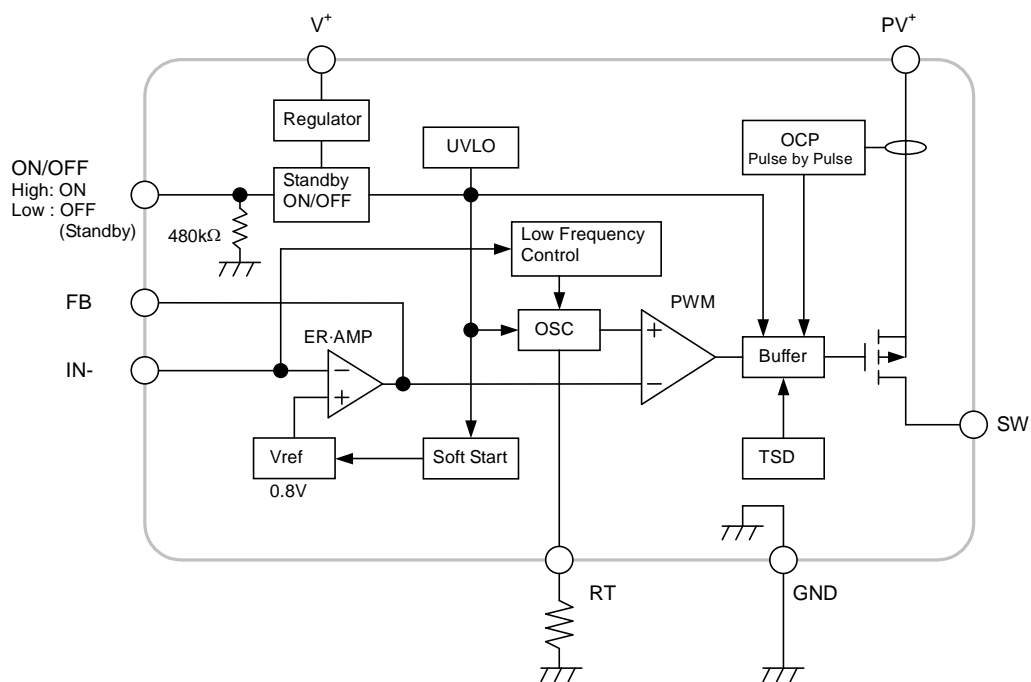 V+
PV+
Regulator
UVLO
OCP
Pulse by Pulse
ON/OFF
High: ON
Low : OFF
(Standby)
Standby
ON/OFF
480kΩ
Low Frequency
Control
FB
ER·AMP
OSC
PWM
+
−
Buffer
IN-
−
+
SW
Vref
Soft Start
TSD
0.8V
RT
GND